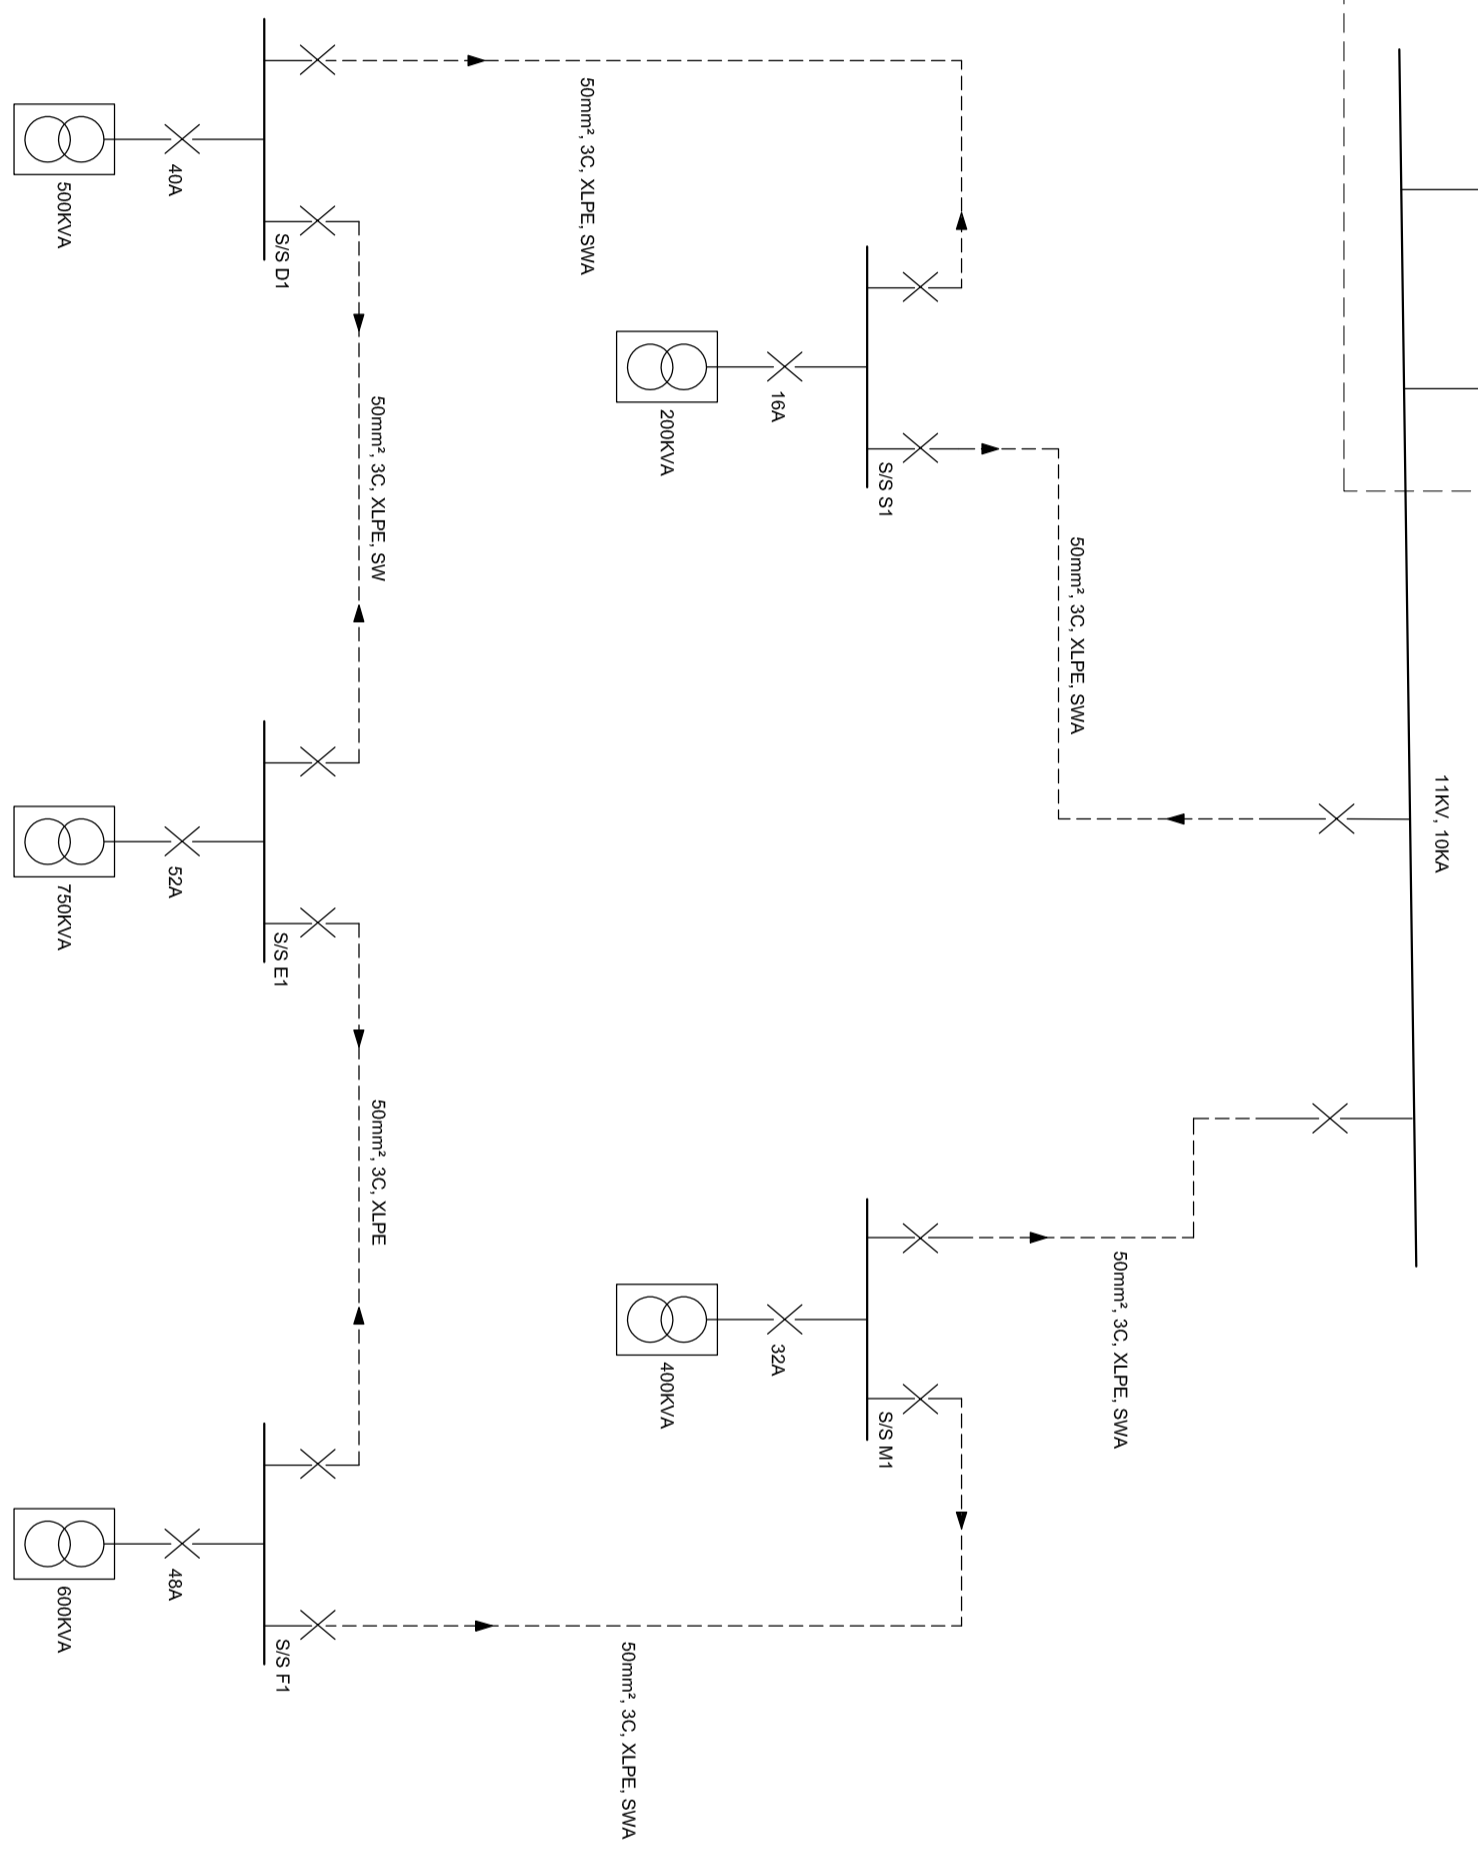 11KV, 10KA
50mm², 3C, XLPE, SWA
50mm², 3C, XLPE, SWA
S/S S1
16A
200KVA
S/S M1
32A
400KVA
50mm², 3C, XLPE, SWA
50mm², 3C, XLPE, SWA
50mm², 3C, XLPE, SW
50mm², 3C, XLPE
S/S D1
40A
500KVA
S/S E1
52A
750KVA
S/S F1
48A
600KVA